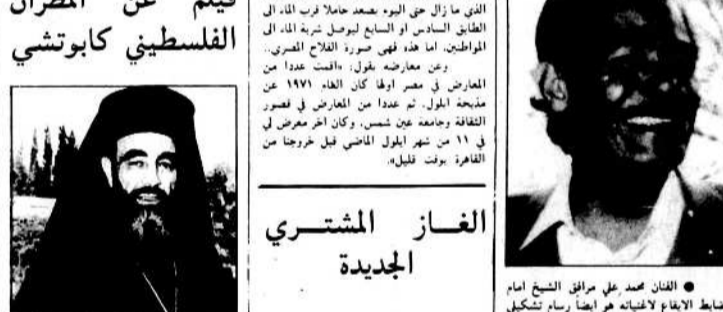 فيلم عن المطران
الفلسطيني كابوتشي
الذي ما زال حتى اليوم يصعد حاملا قرب الماء الى
الطابق السادس او السابع ليوصل شربة الماء الى
المواطنين. اما هذه فهي صورة الفلاح المصري..
وعن معارضه يقول: «اقمت عددا من
المعارض في مصر اولها كان العام ١٩٧١ عن
مذبحة ايلول. ثم عددا من المعارض في قصور
الثقافة وجامعة عين شمس. وكان اخر معرض لي
في ١١ من شهر ايلول الماضي قبل خروجنا من
القاهرة بوقت قليل».
الغاز المشتري
الجديدة
● الفنان محمد علي مرافق الشيخ امام
ضابط الايقاع لاغنياته هو ايضا رسام تشكيلي